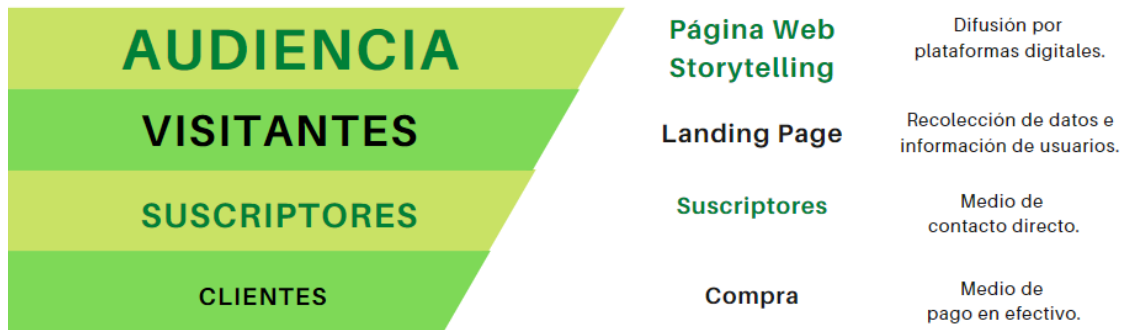 AUDIENCIA
Página Web
Storytelling
Difusión por
plataformas digitales.
VISITANTES
Landing Page
Recolección de datos e
información de usuarios.
SUSCRIPTORES
Suscriptores
Medio de
contacto directo.
CLIENTES
Compra
Medio de
pago en efectivo.